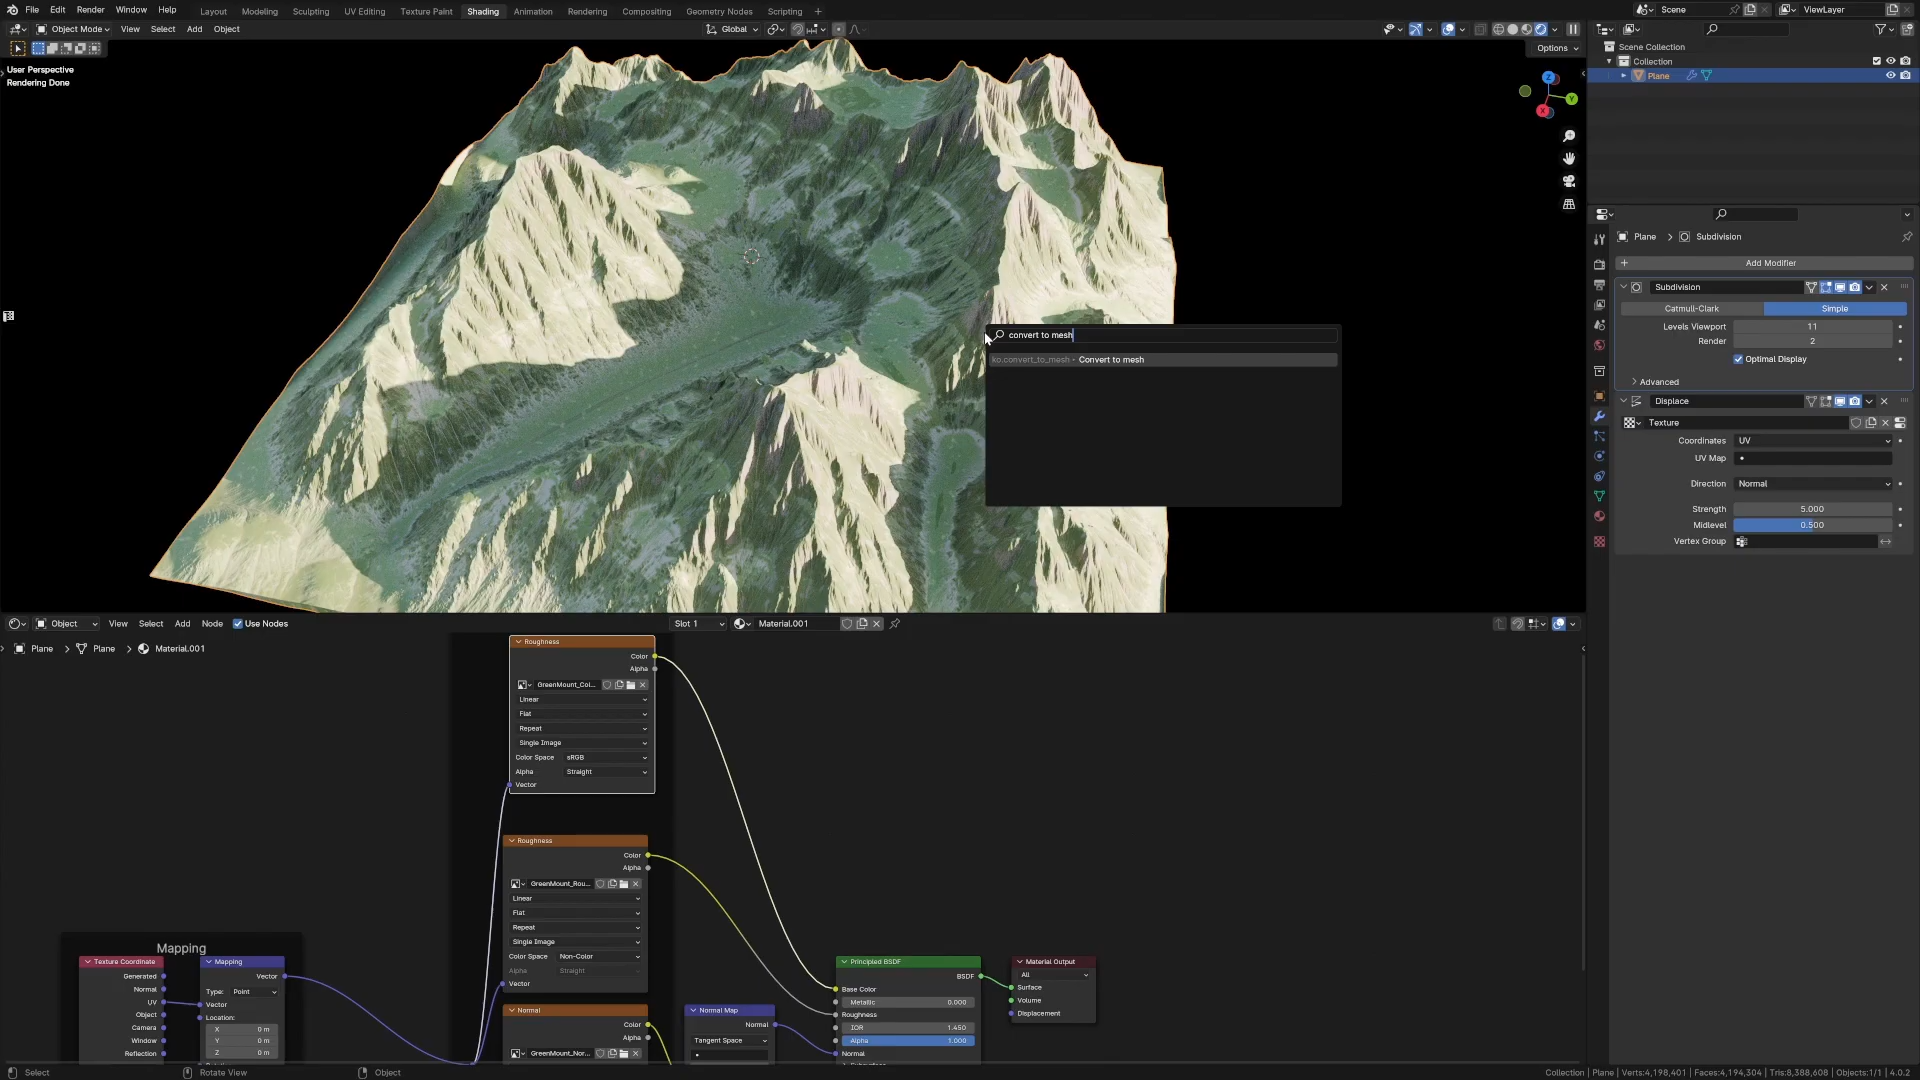 File Edit Render Window Help
Layout Modeling Sculpting UV Editing Texture Paint Shading Animation Rendering Compositing Geometry Nodes Scripting +
Scene
ViewLayer
Object Mode View Select Add Object
Global
Options
User Perspective
Rendering Done
Z
Y
X
convert to mesh
ko.convert_to_mesh - Convert to mesh
Scene Collection
Collection
Plane
Plane > Subdivision
Add Modifier
Subdivision
Catmull-Clark Simple
Levels Viewport 11
Render 2
Optimal Display
Advanced
Displace
Texture
Coordinates UV
UV Map
Direction Normal
Strength 5.000
Midlevel 0.500
Vertex Group
Object View Select Add Node Use Nodes
Slot 1
Material.001
Plane > Plane > Material.001
Roughness
Color
Alpha
GreenMount_Col...
Linear
Flat
Repeat
Single Image
Color Space sRGB
Alpha Straight
Vector
Roughness
Color
Alpha
GreenMount_Rou...
Linear
Flat
Repeat
Single Image
Color Space Non-Color
Alpha Straight
Vector
Normal
Color
Alpha
GreenMount_Nor...
Mapping
Texture Coordinate
Generated
Normal
UV
Object
Camera
Window
Reflection
Mapping
Vector
Type: Point
Vector
Location:
X 0 m
Y 0 m
Z 0 m
Normal Map
Normal
Tangent Space
Principled BSDF
BSDF
Base Color
Metallic 0.000
Roughness
IOR 1.450
Alpha 1.000
Normal
Material Output
All
Surface
Volume
Displacement
Select
Rotate View
Object
Collection | Plane | Verts:4,198,401 | Faces:4,194,304 | Tris:8,388,608 | Objects:1/1 | 4.0.2